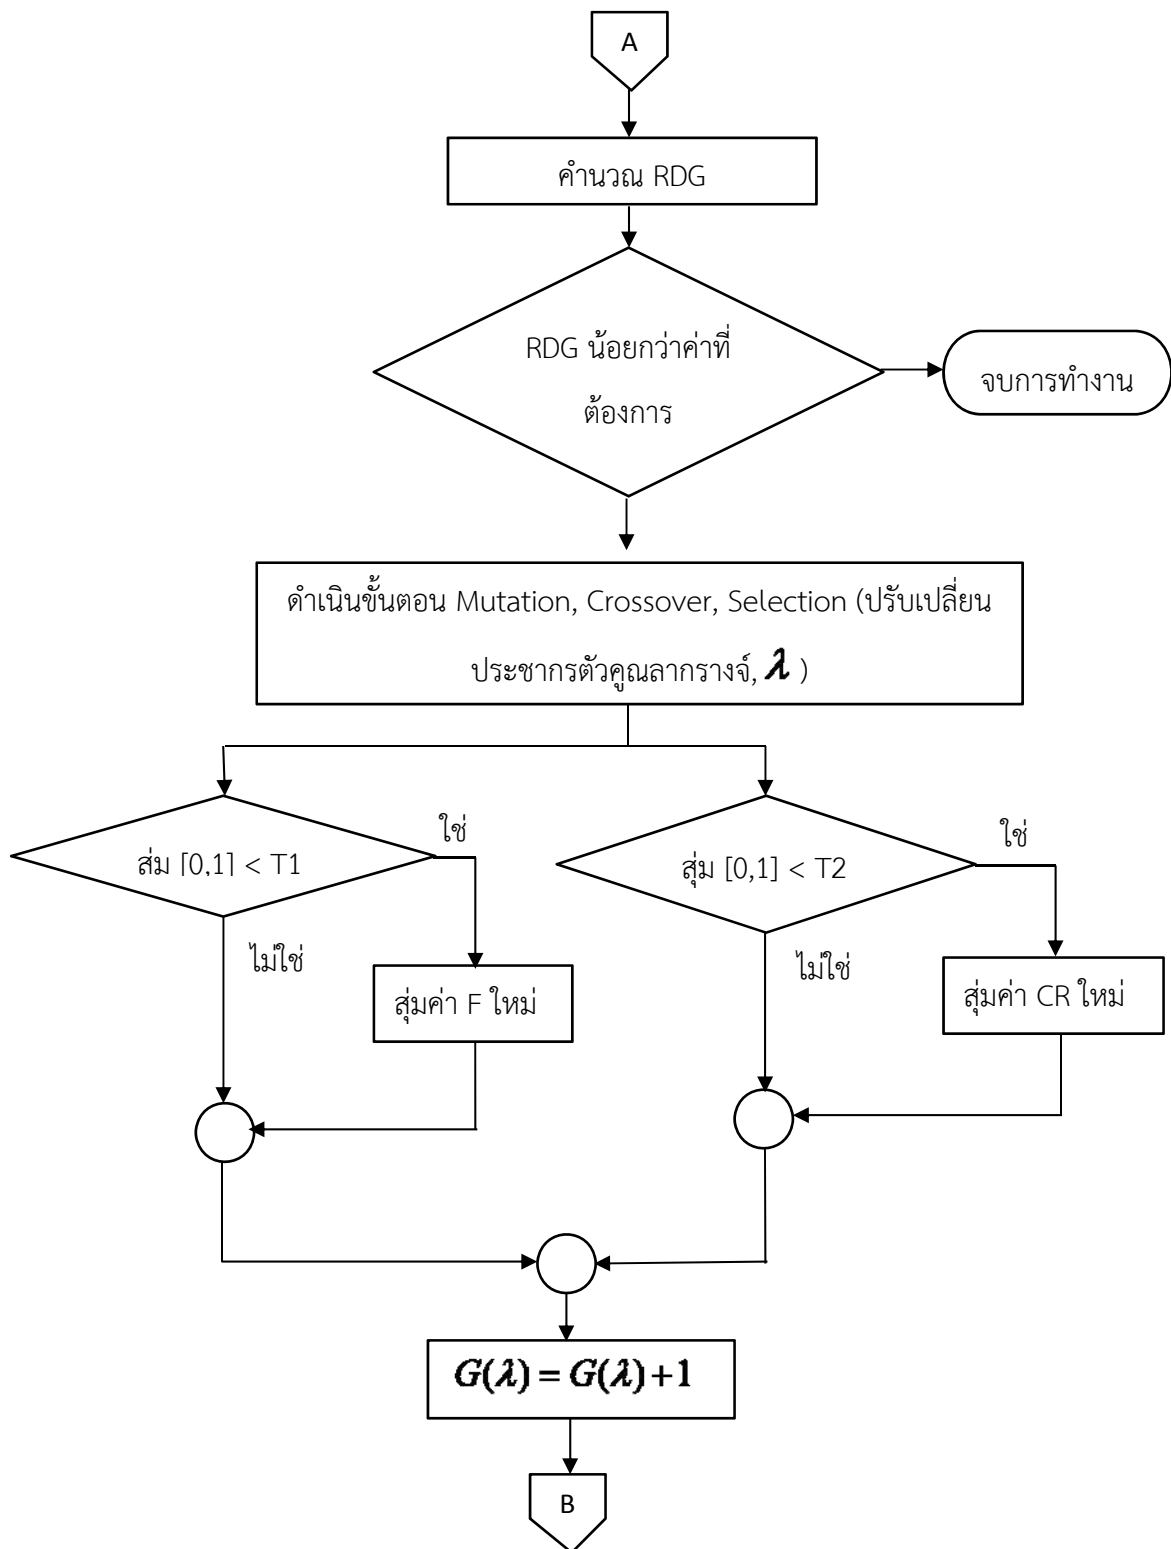 A
คำนวณ RDG
RDG น้อยกว่าค่าที่
ต้องการ
จบการทำงาน
ดำเนินขั้นตอน Mutation, Crossover, Selection (ปรับเปลี่ยน
ประชากรตัวคูณลากรางจ์, λ )
ส่ม [0,1] < T1
ใช่
สุ่ม [0,1] < T2
ใช่
ไม่ใช่
สุ่มค่า F ใหม่
ไม่ใช่
สุ่มค่า CR ใหม่
G(λ) = G(λ)+1
B